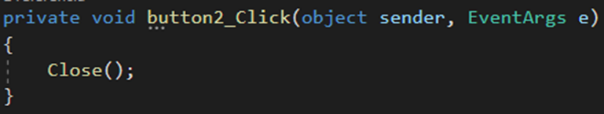 private void button2_Click(object sender, EventArgs e)
{
    Close();
}